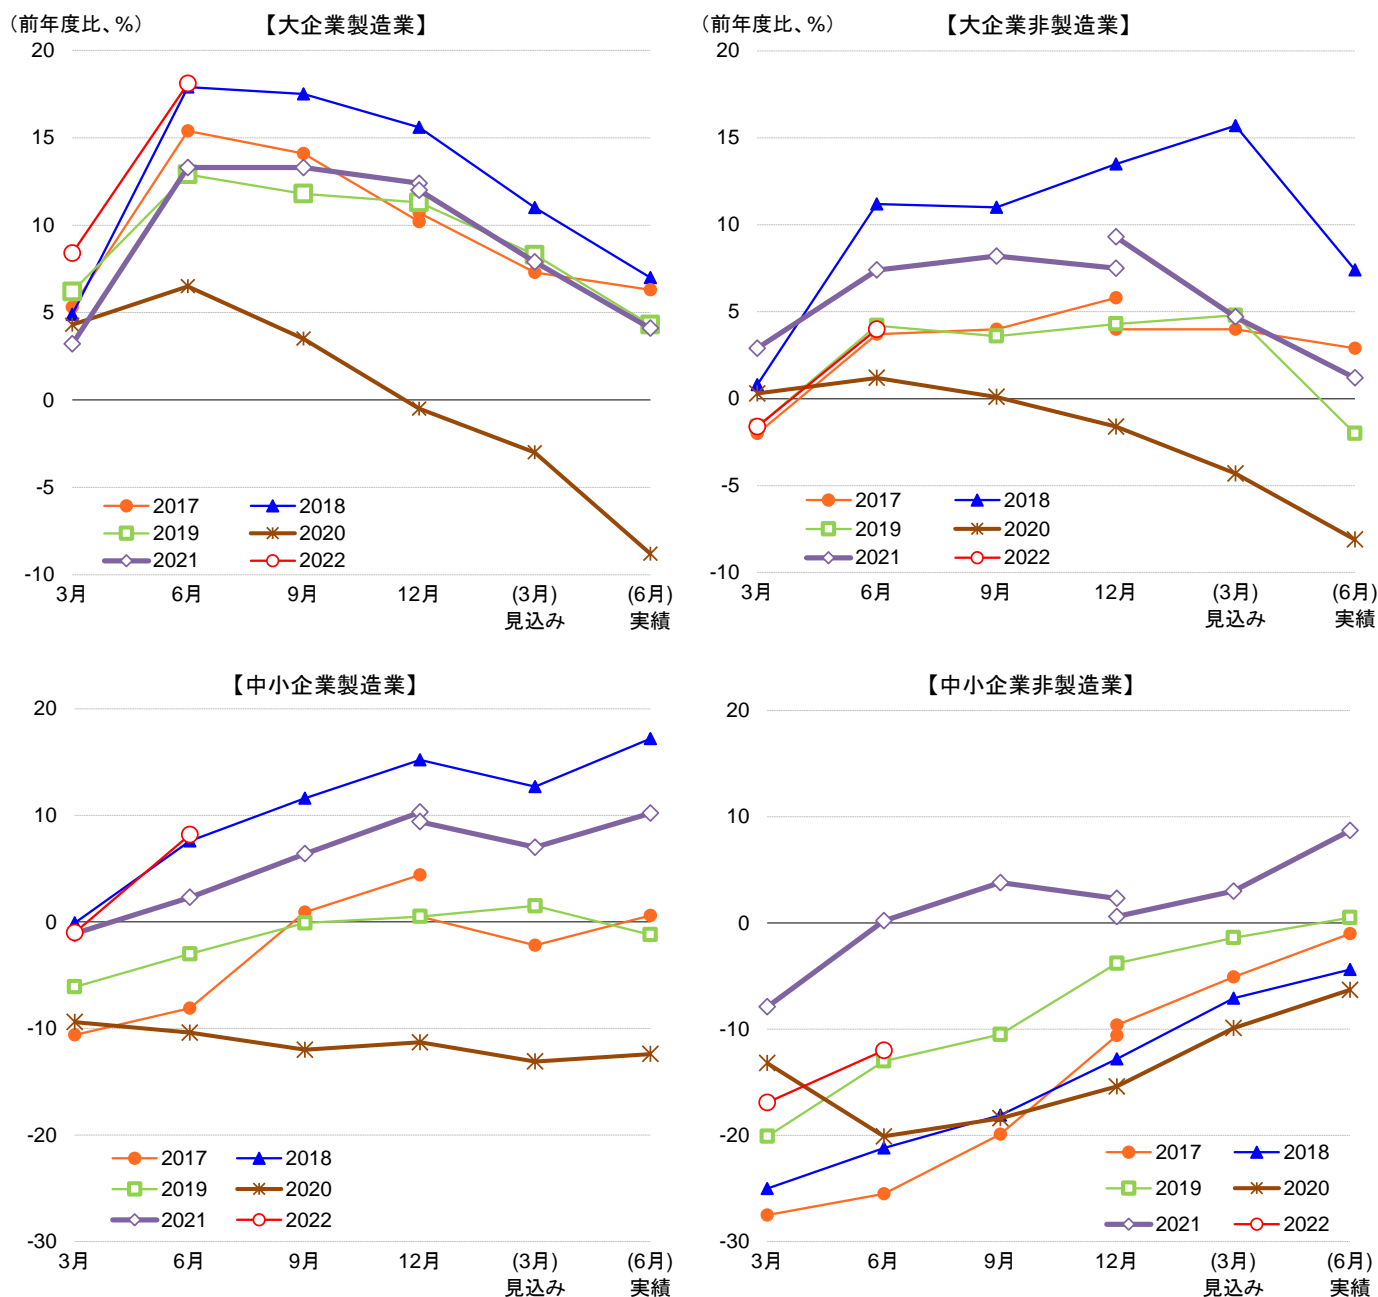 （前年度比、%）
【大企業製造業】
20
15
10
5
0
-5
-10
2017
2018
2019
2020
2021
2022
3月
6月
9月
12月
(3月)
見込み
(6月)
実績
（前年度比、%）
【大企業非製造業】
20
15
10
5
0
-5
-10
2017
2018
2019
2020
2021
2022
3月
6月
9月
12月
(3月)
見込み
(6月)
実績
【中小企業製造業】
20
10
0
-10
-20
-30
2017
2018
2019
2020
2021
2022
3月
6月
9月
12月
(3月)
見込み
(6月)
実績
【中小企業非製造業】
20
10
0
-10
-20
-30
2017
2018
2019
2020
2021
2022
3月
6月
9月
12月
(3月)
見込み
(6月)
実績